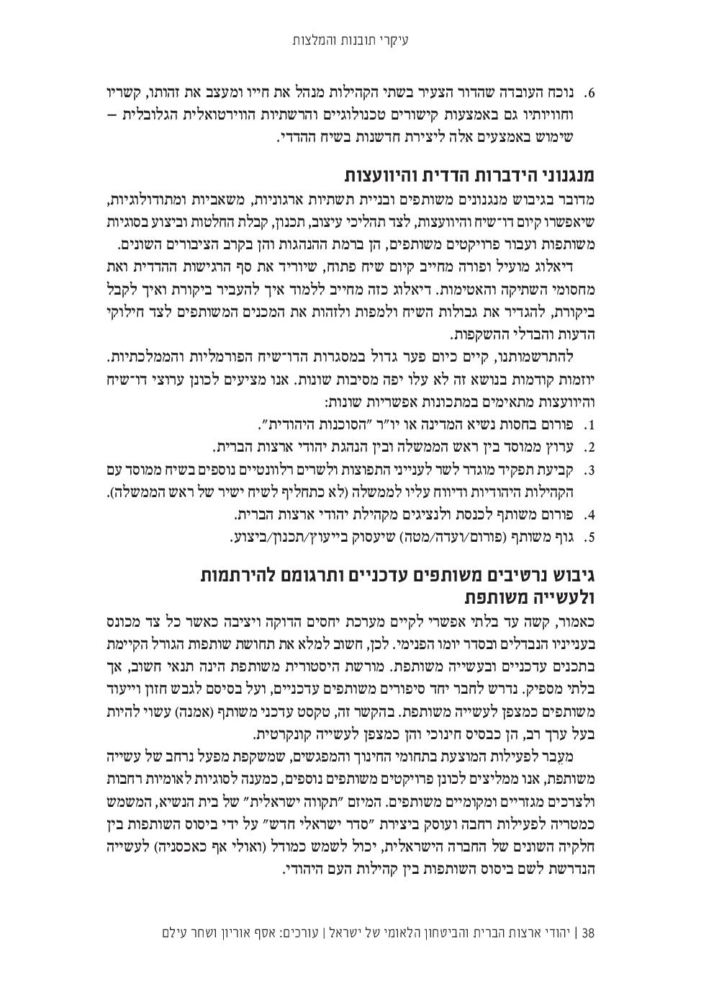 עיקרי תובנות והמלצות
6. נוכח העובדה שהדור הצעיר בשתי הקהילות מנהל את חייו ומעצב את זהותו, קשריו
וחוויותיו גם באמצעות קישורים טכנולוגיים והרשתיות הווירטואלית הגלובלית –
שימוש באמצעים אלה ליצירת חדשנות בשיח ההדדי.
מנגנוני הידברות הדדית והיוועצות
מדובר בגיבוש מנגנונים משותפים ובניית תשתיות ארגוניות, משאביות ומתודולוגיות,
שיאפשרו קיום דו־שיח והיוועצות, לצד תהליכי עיצוב, תכנון, קבלת החלטות וביצוע בסוגיות
משותפות ועבור פרויקטים משותפים, הן ברמת ההנהגות והן בקרב הציבורים השונים.
דיאלוג מועיל ופורה מחייב קיום שיח פתוח, שיוריד את סף הרגישות ההדדית ואת
מחסומי השתיקה והאטימות. דיאלוג כזה מחייב ללמוד איך להעביר ביקורת ואיך לקבל
ביקורת, להגדיר את גבולות השיח ולמפות ולזהות את המכנים המשותפים לצד חילוקי
הדעות והבדלי ההשקפות.
להתרשמותנו, קיים כיום פער גדול במסגרות הדו־שיח הפורמליות והממלכתיות.
יוזמות קודמות בנושא זה לא עלו יפה מסיבות שונות. אנו מציעים לכונן ערוצי דו־שיח
והיוועצות מתאימים במתכונות אפשריות שונות:
1. פורום בחסות נשיא המדינה או יו"ר "הסוכנות היהודית".
2. ערוץ ממוסד בין ראש הממשלה ובין הנהגת יהודי ארצות הברית.
3. קביעת תפקיד מוגדר לשר לענייני התפוצות ולשרים רלוונטיים נוספים בשיח ממוסד עם
הקהילות היהודיות ודיווח עליו לממשלה (לא כתחליף לשיח ישיר של ראש הממשלה).
4. פורום משותף לכנסת ולנציגים מקהילת יהודי ארצות הברית.
5. גוף משותף (פורום/ועדה/מטה) שיעסוק בייעוץ/תכנון/ביצוע.
גיבוש נרטיבים משותפים עדכניים ותרגומם להירתמות
ולעשייה משותפת
כאמור, קשה עד בלתי אפשרי לקיים מערכת יחסים הדוקה ויציבה כאשר כל צד מכונס
בענייניו הנבדלים ובסדר יומו הפנימי. לכן, חשוב למלא את תחושת שותפות הגורל הקיימת
בתכנים עדכניים ובעשייה משותפת. מורשת היסטורית משותפת הינה תנאי חשוב, אך
בלתי מספיק. נדרש לחבר יחד סיפורים משותפים עדכניים, ועל בסיסם לגבש חזון וייעוד
משותפים כמצפן לעשייה משותפת. בהקשר זה, טקסט עדכני משותף (אמנה) עשוי להיות
בעל ערך רב, הן כבסיס חינוכי והן כמצפן לעשייה קונקרטית.
מעֵבר לפעילות המוצעת בתחומי החינוך והמפגשים, שמשקפת מפעל נרחב של עשייה
משותפת, אנו ממליצים לכונן פרויקטים משותפים נוספים, כמענה לסוגיות לאומיות רחבות
ולצרכים מגזריים ומקומיים משותפים. המיזם "תקווה ישראלית" של בית הנשיא, המשמש
כמטריה לפעילות רחבה ועוסק ביצירת "סדר ישראלי חדש" על ידי ביסוס השותפות בין
חלקיה השונים של החברה הישראלית, יכול לשמש כמודל (ואולי אף כאכסניה) לעשייה
הנדרשת לשם ביסוס השותפות בין קהילות העם היהודי.
38 | יהודי ארצות הברית והביטחון הלאומי של ישראל | עורכים: אסף אוריון ושחר עילם